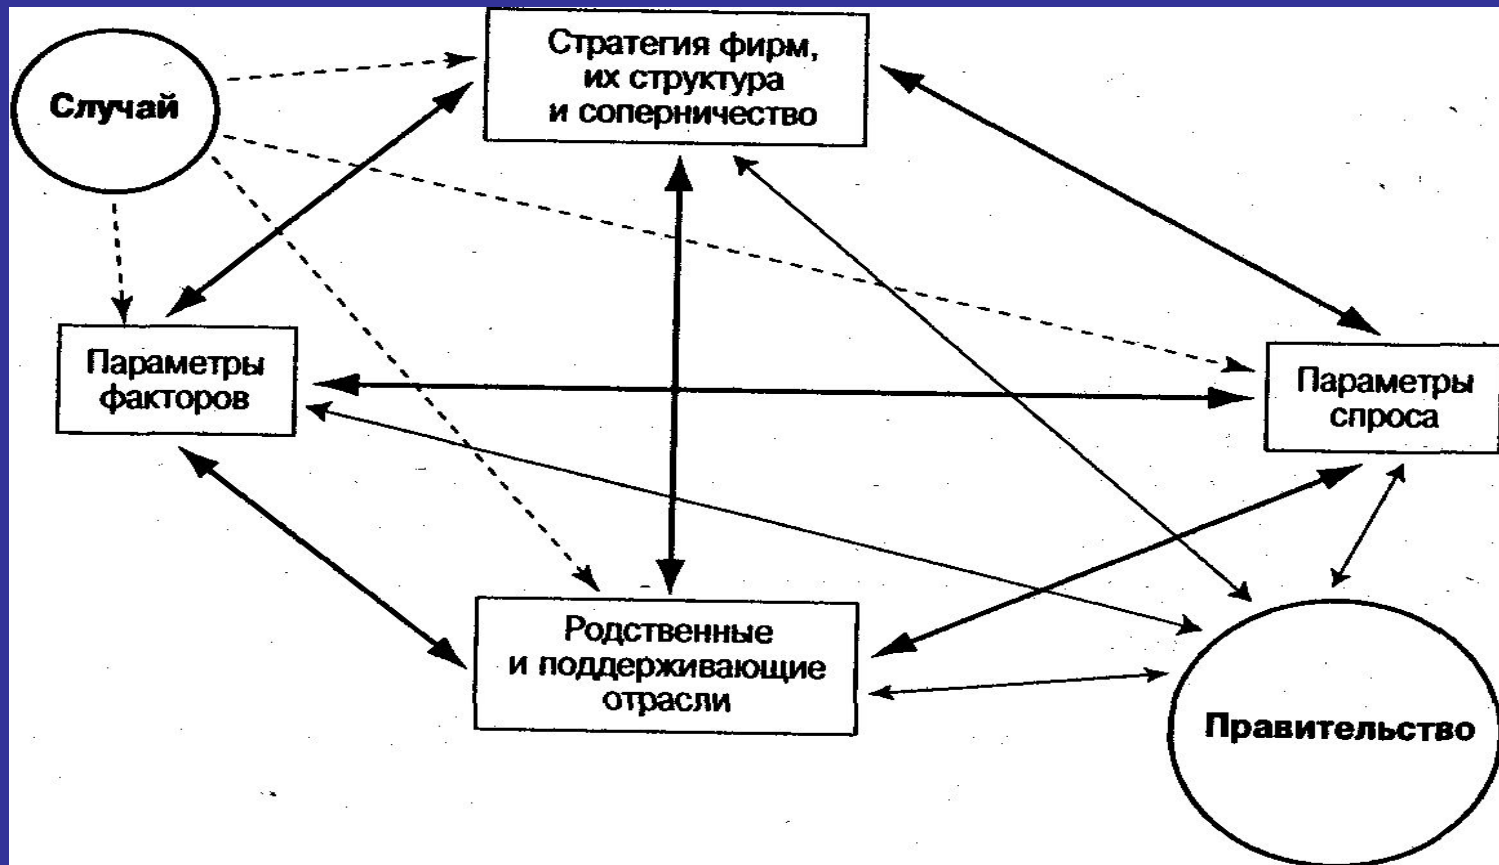 Случай
Стратегия фирм,
их структура
и соперничество
Параметры
факторов
Параметры
спроса
Родственные
и поддерживающие
отрасли
Правительство